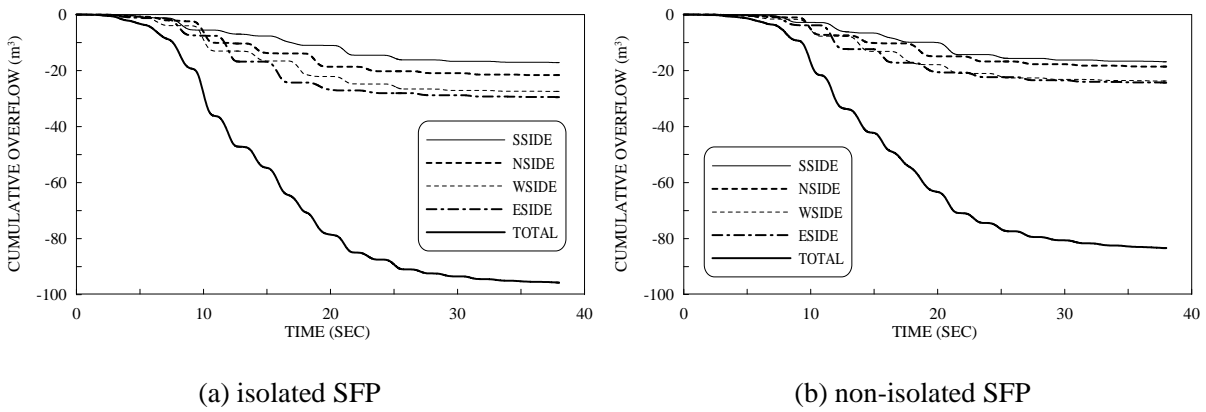 CUMULATIVE OVERFLOW (m³)
0
-20
-40
-60
-80
-100
SSIDE
NSIDE
WSIDE
ESIDE
TOTAL
0 10 20 30 40
TIME (SEC)
(a) isolated SFP
CUMULATIVE OVERFLOW (m³)
0
-20
-40
-60
-80
-100
SSIDE
NSIDE
WSIDE
ESIDE
TOTAL
0 10 20 30 40
TIME (SEC)
(b) non-isolated SFP